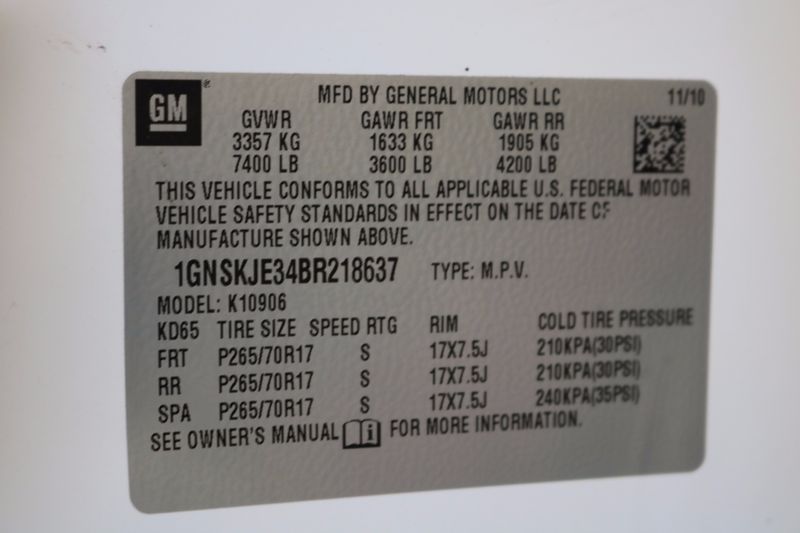 GM
MFD BY GENERAL MOTORS LLC 11/10
GVWR GAWR FRT GAWR RR
3357 KG 1633 KG 1905 KG
7400 LB 3600 LB 4200 LB
THIS VEHICLE CONFORMS TO ALL APPLICABLE U.S. FEDERAL MOTOR
VEHICLE SAFETY STANDARDS IN EFFECT ON THE DATE OF
MANUFACTURE SHOWN ABOVE.
1GNSKJE34BR218637 TYPE: M.P.V.
MODEL: K10906
KD65 TIRE SIZE SPEED RTG RIM COLD TIRE PRESSURE
FRT P265/70R17 S 17X7.5J 210KPA(30PSI)
RR P265/70R17 S 17X7.5J 210KPA(30PSI)
SPA P265/70R17 S 17X7.5J 240KPA(35PSI)
SEE OWNER'S MANUAL i FOR MORE INFORMATION.